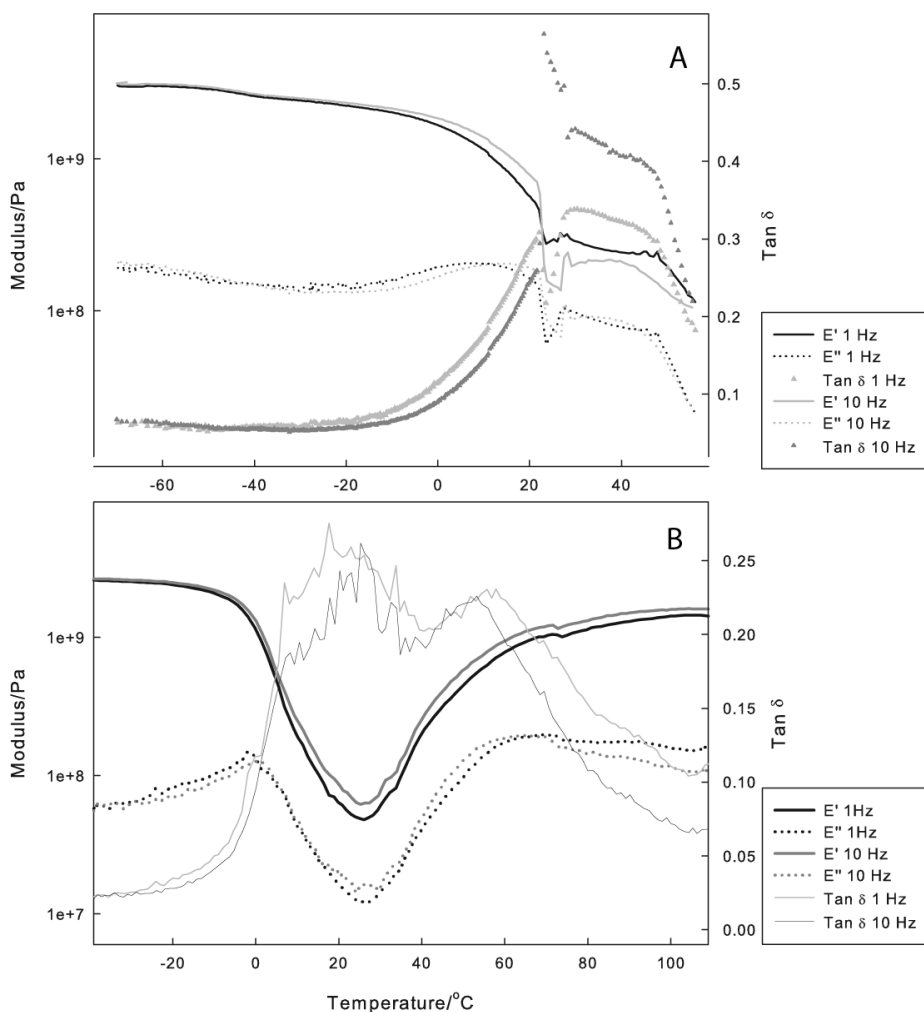 A
0.5
0.4
0.3
0.2
0.1
1e+9
1e+8
Modulus/Pa
Tan δ
-60
-40
-20
0
20
40
E' 1 Hz
E'' 1 Hz
Tan δ 1 Hz
E' 10 Hz
E'' 10 Hz
Tan δ 10 Hz
B
0.25
0.20
0.15
0.10
0.05
0.00
1e+9
1e+8
1e+7
Modulus/Pa
Tan δ
-20
0
20
40
60
80
100
Temperature/°C
E' 1Hz
E'' 1Hz
E' 10 Hz
E'' 10 Hz
Tan δ 1 Hz
Tan δ 10 Hz